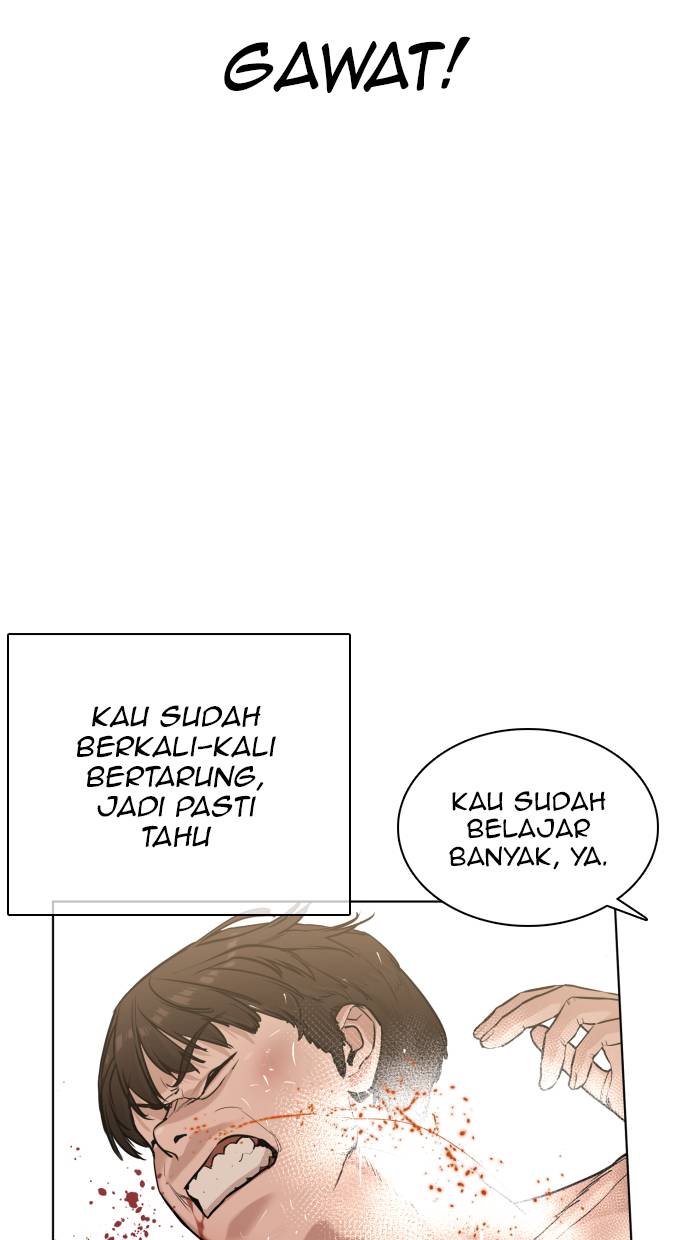 GAWAT!
KAU SUDAH
BERKALI-KALI
BERTARUNG,
JADI PASTI
TAHU
KAU SUDAH
BELAJAR
BANYAK, YA.